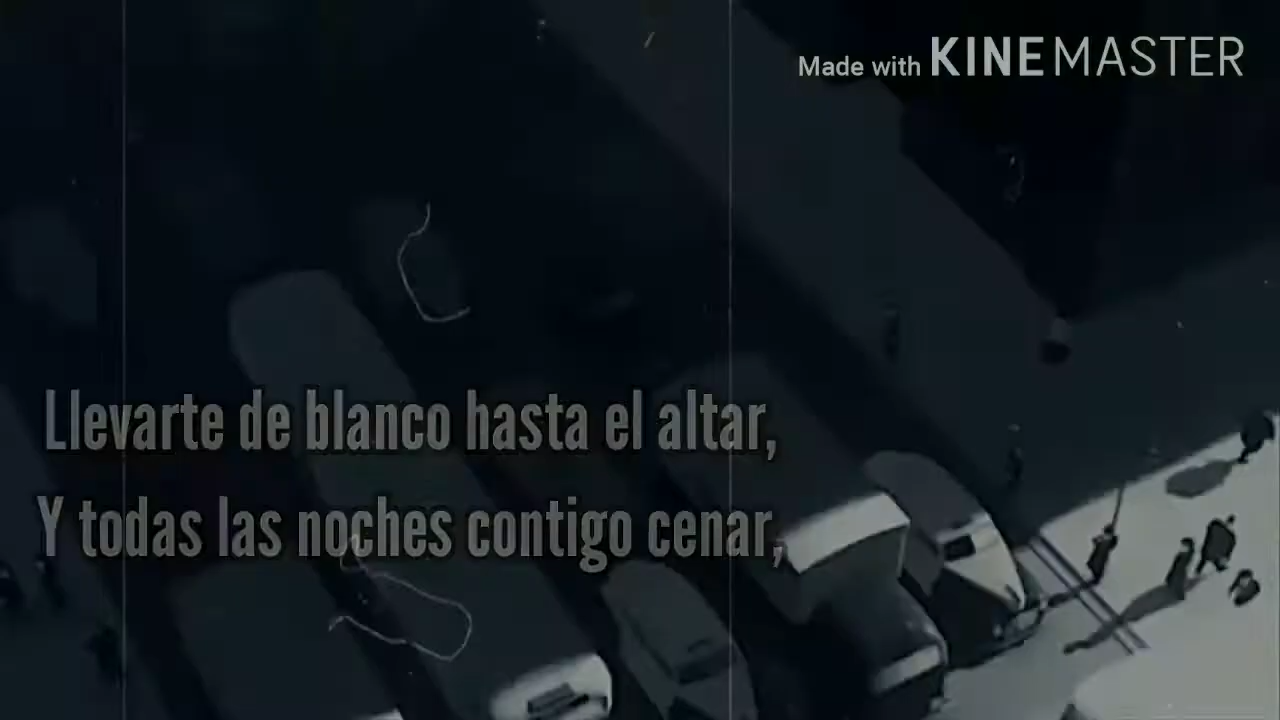 Made with KINEMASTER
Llevarte de blanco hasta el altar,
Y todas las noches contigo cenar,